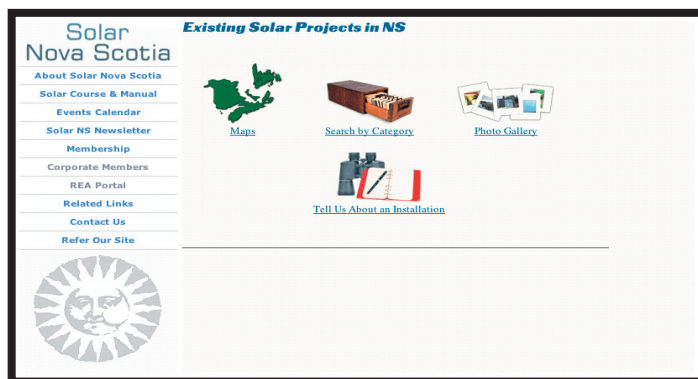 Solar
Nova Scotia
About Solar Nova Scotia
Solar Course & Manual
Events Calendar
Solar NS Newsletter
Membership
Corporate Members
REA Portal
Related Links
Contact Us
Refer Our Site
Existing Solar Projects in NS
Maps
Search by Category
Photo Gallery
Tell Us About an Installation